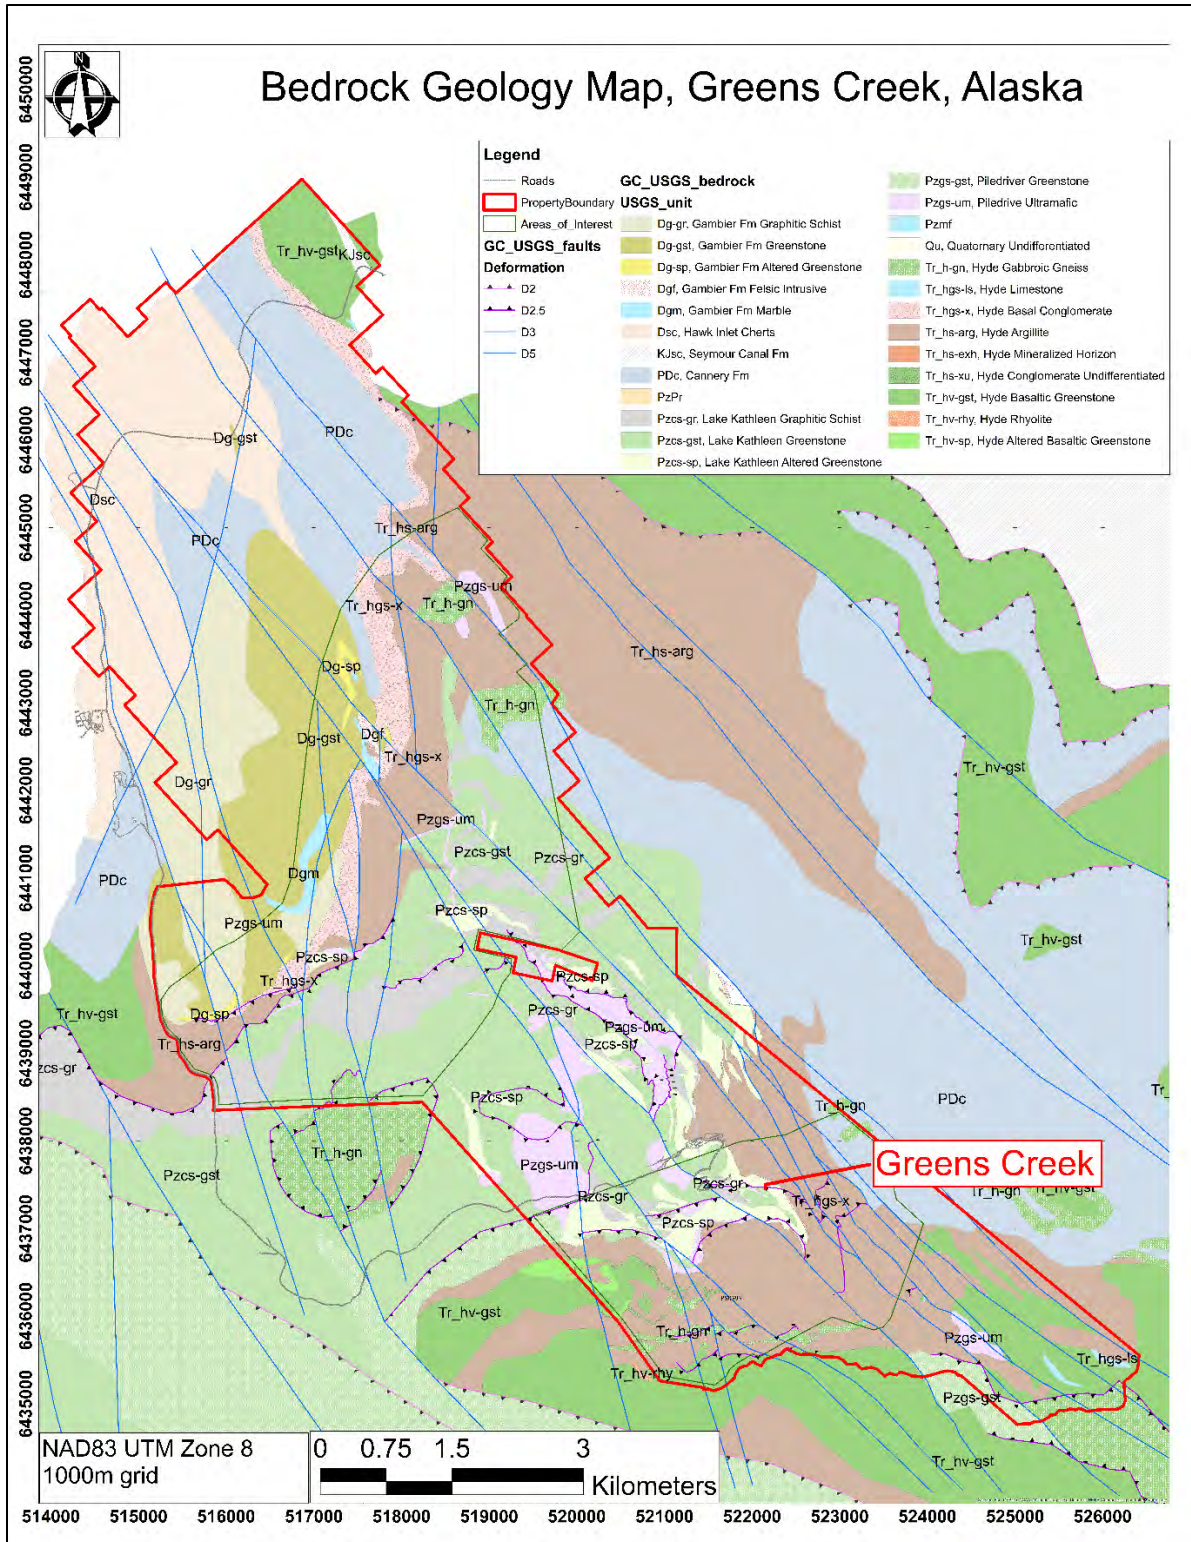 Bedrock Geology Map, Greens Creek, Alaska
N
Legend
Roads
PropertyBoundary
Areas_of_Interest
GC_USGS_faults
Deformation
D2
D2.5
D3
D5
GC_USGS_bedrock
USGS_unit
Dg-gr, Gambier Fm Graphitic Schist
Dg-gst, Gambier Fm Greenstone
Dg-sp, Gambier Fm Altered Greenstone
Dgf, Gambier Fm Felsic Intrusive
Dgm, Gambier Fm Marble
Dsc, Hawk Inlet Cherts
KJsc, Seymour Canal Fm
PDc, Cannery Fm
PzPr
Pzcs-gr, Lake Kathleen Graphitic Schist
Pzcs-gst, Lake Kathleen Greenstone
Pzcs-sp, Lake Kathleen Altered Greenstone
Pzgs-gst, Piledriver Greenstone
Pzgs-um, Piledrive Ultramafic
Pzmf
Qu, Quaternary Undifferentiated
Tr_h-gn, Hyde Gabbroic Gneiss
Tr_hgs-ls, Hyde Limestone
Tr_hgs-x, Hyde Basal Conglomerate
Tr_hs-arg, Hyde Argillite
Tr_hs-exh, Hyde Mineralized Horizon
Tr_hs-xu, Hyde Conglomerate Undifferentiated
Tr_hv-gst, Hyde Basaltic Greenstone
Tr_hv-rhy, Hyde Rhyolite
Tr_hv-sp, Hyde Altered Basaltic Greenstone
6450000
6449000
6448000
6447000
6446000
6445000
6444000
6443000
6442000
6441000
6440000
6439000
6438000
6437000
6436000
6435000
Tr_hv-gst
KJsc
Dg-gst
PDc
Dsc
PDc
Tr_hs-arg
Pzgs-um
Tr_h-gn
Tr_hgs-x
Tr_hs-arg
Dg-sp
Tr_h-gn
Dg-gst
Dgf
Tr_hgs-x
Tr_hv-gst
Dg-gr
Pzgs-um
Pzcs-gst
Pzcs-gr
PDc
Dgm
Pzcs-sp
Pzgs-um
Tr_hv-gst
Pzcs-sp
Tr_hgs-x
Pzcs-sp
Tr_hv-gst
Dg-sp
Pzcs-gr
Pzgs-um
Tr_hs-arg
Pzcs-sp
zcs-gr
Pzcs-sp
PDc
Tr_h-gn
Tr_h-gn
Greens Creek
Pzcs-gst
Pzgs-um
Pzcs-gr
Pzcs-gr
Tr_hgs-x
Tr_h-gn
Tr_hv-gst
Pzcs-sp
Tr_hv-gst
Tr_h-gn
Pzgs-um
Tr_hgs-ls
Tr_hv-rhy
Pzgs-gst
Tr_hv-gst
NAD83 UTM Zone 8
1000m grid
0 0.75 1.5 3
Kilometers
514000 515000 516000 517000 518000 519000 520000 521000 522000 523000 524000 525000 526000